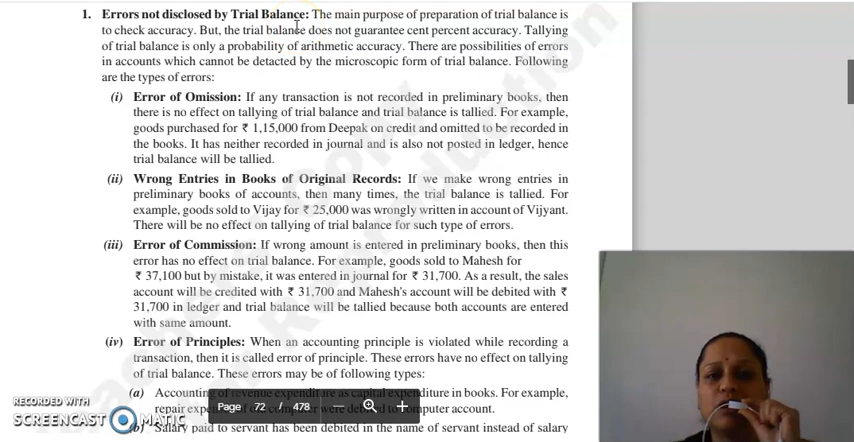 1. Errors not disclosed by Trial Balance: The main purpose of preparation of trial balance is
to check accuracy. But, the trial balance does not guarantee cent percent accuracy. Tallying
of trial balance is only a probability of arithmetic accuracy. There are possibilities of errors
in accounts which cannot be detacted by the microscopic form of trial balance. Following
are the types of errors:
(i) Error of Omission: If any transaction is not recorded in preliminary books, then
there is no effect on tallying of trial balance and trial balance is tallied. For example,
goods purchased for ₹ 1,15,000 from Deepak on credit and omitted to be recorded in
the books. It has neither recorded in journal and is also not posted in ledger, hence
trial balance will be tallied.
(ii) Wrong Entries in Books of Original Records: If we make wrong entries in
preliminary books of accounts, then many times, the trial balance is tallied. For
example, goods sold to Vijay for ₹ 25,000 was wrongly written in account of Vijyant.
There will be no effect on tallying of trial balance for such type of errors.
(iii) Error of Commission: If wrong amount is entered in preliminary books, then this
error has no effect on trial balance. For example, goods sold to Mahesh for
₹ 37,100 but by mistake, it was entered in journal for ₹ 31,700. As a result, the sales
account will be credited with ₹ 31,700 and Mahesh's account will be debited with ₹
31,700 in ledger and trial balance will be tallied because both accounts are entered
with same amount.
(iv) Error of Principles: When an accounting principle is violated while recording a
transaction, then it is called error of principle. These errors have no effect on tallying
of trial balance. These errors may be of following types:
(a) Accounting of revenue expenditure as capital expenditure in books. For example,
repair were to computer account.
(b) Salary paid to servant has been debited in the name of servant instead of salary
Page 72 / 478
RECORDED WITH
SCREENCAST MATIC